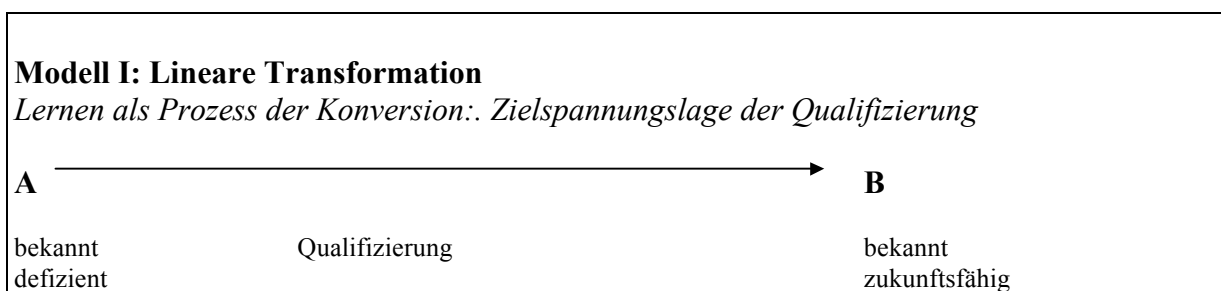 Modell I: Lineare Transformation
Lernen als Prozess der Konversion:. Zielspannungslage der Qualifizierung
A B
bekannt Qualifizierung bekannt
defizient zukunftsfähig